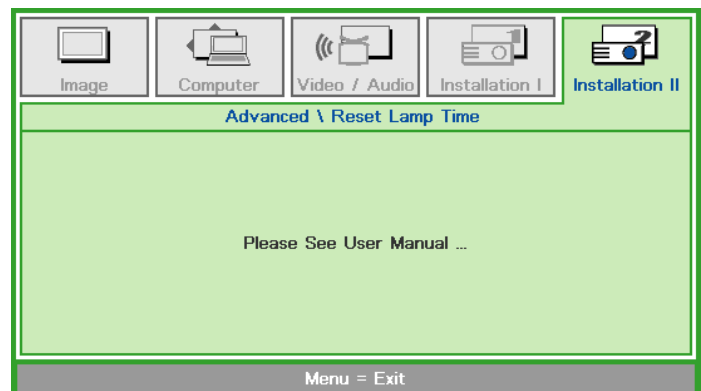 Image
Computer
Video / Audio
Installation I
Installation II
Advanced \ Reset Lamp Time
Please See User Manual ...
Menu = Exit